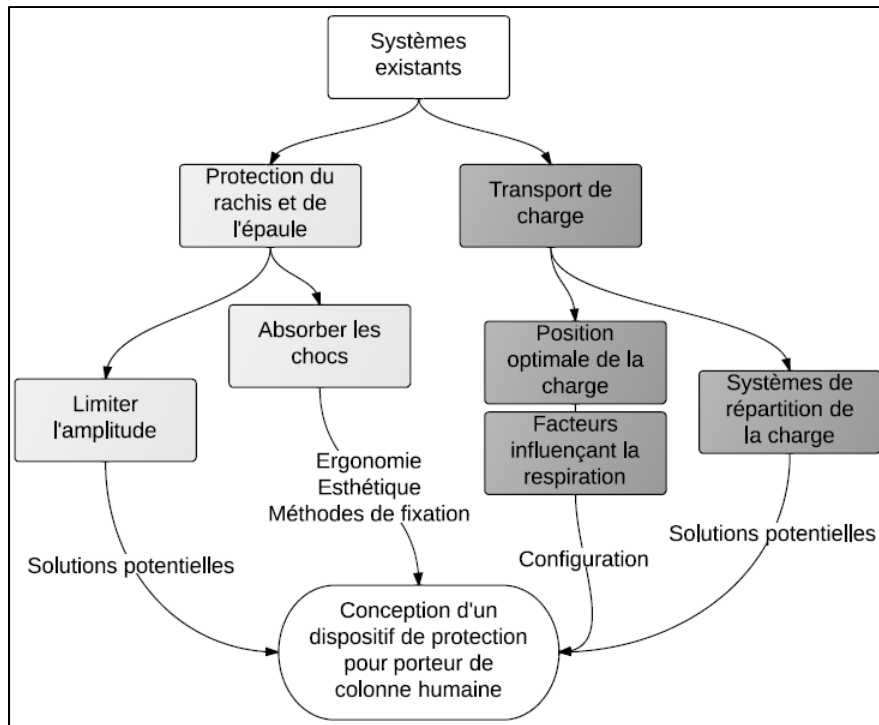 Systèmes
existants
Protection du
rachis et de
l'épaule
Transport de
charge
Absorber les
chocs
Position
optimale de la
charge
Limiter
l'amplitude
Systèmes de
répartition de
la charge
Facteurs
influençant la
respiration
Ergonomie
Esthétique
Méthodes de fixation
Solutions potentielles
Configuration
Solutions potentielles
Conception d'un
dispositif de protection
pour porteur de
colonne humaine